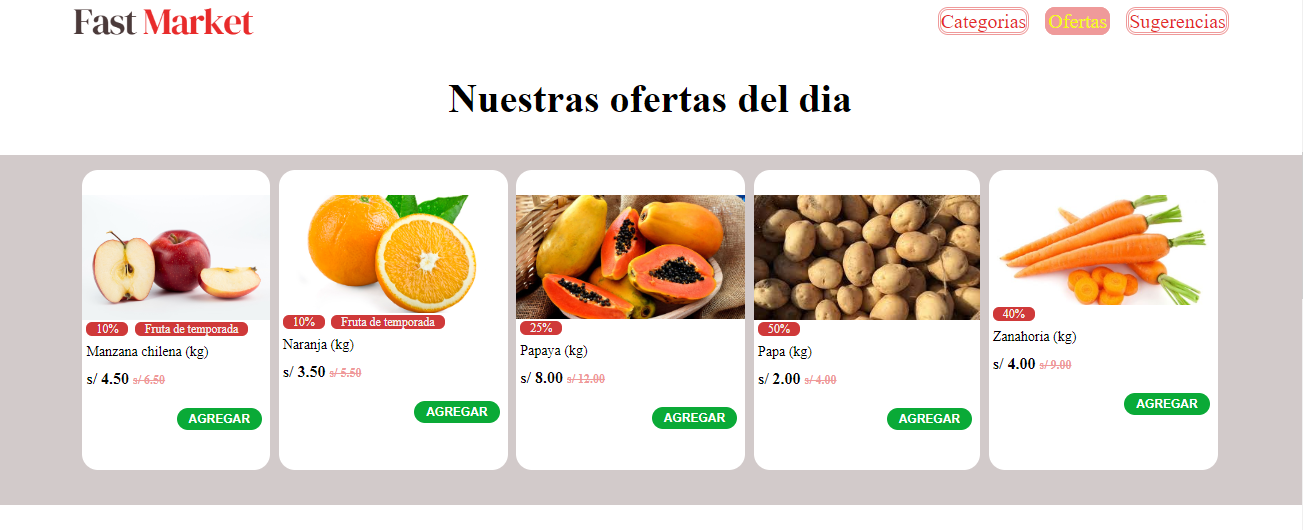 Fast Market
Categorias
Ofertas
Sugerencias
Nuestras ofertas del dia
10% Fruta de temporada
Manzana chilena (kg)
s/ 4.50 s/ 6.50
AGREGAR
10% Fruta de temporada
Naranja (kg)
s/ 3.50 s/ 5.50
AGREGAR
25%
Papaya (kg)
s/ 8.00 s/ 12.00
AGREGAR
50%
Papa (kg)
s/ 2.00 s/ 4.00
AGREGAR
40%
Zanahoria (kg)
s/ 4.00 s/ 9.00
AGREGAR